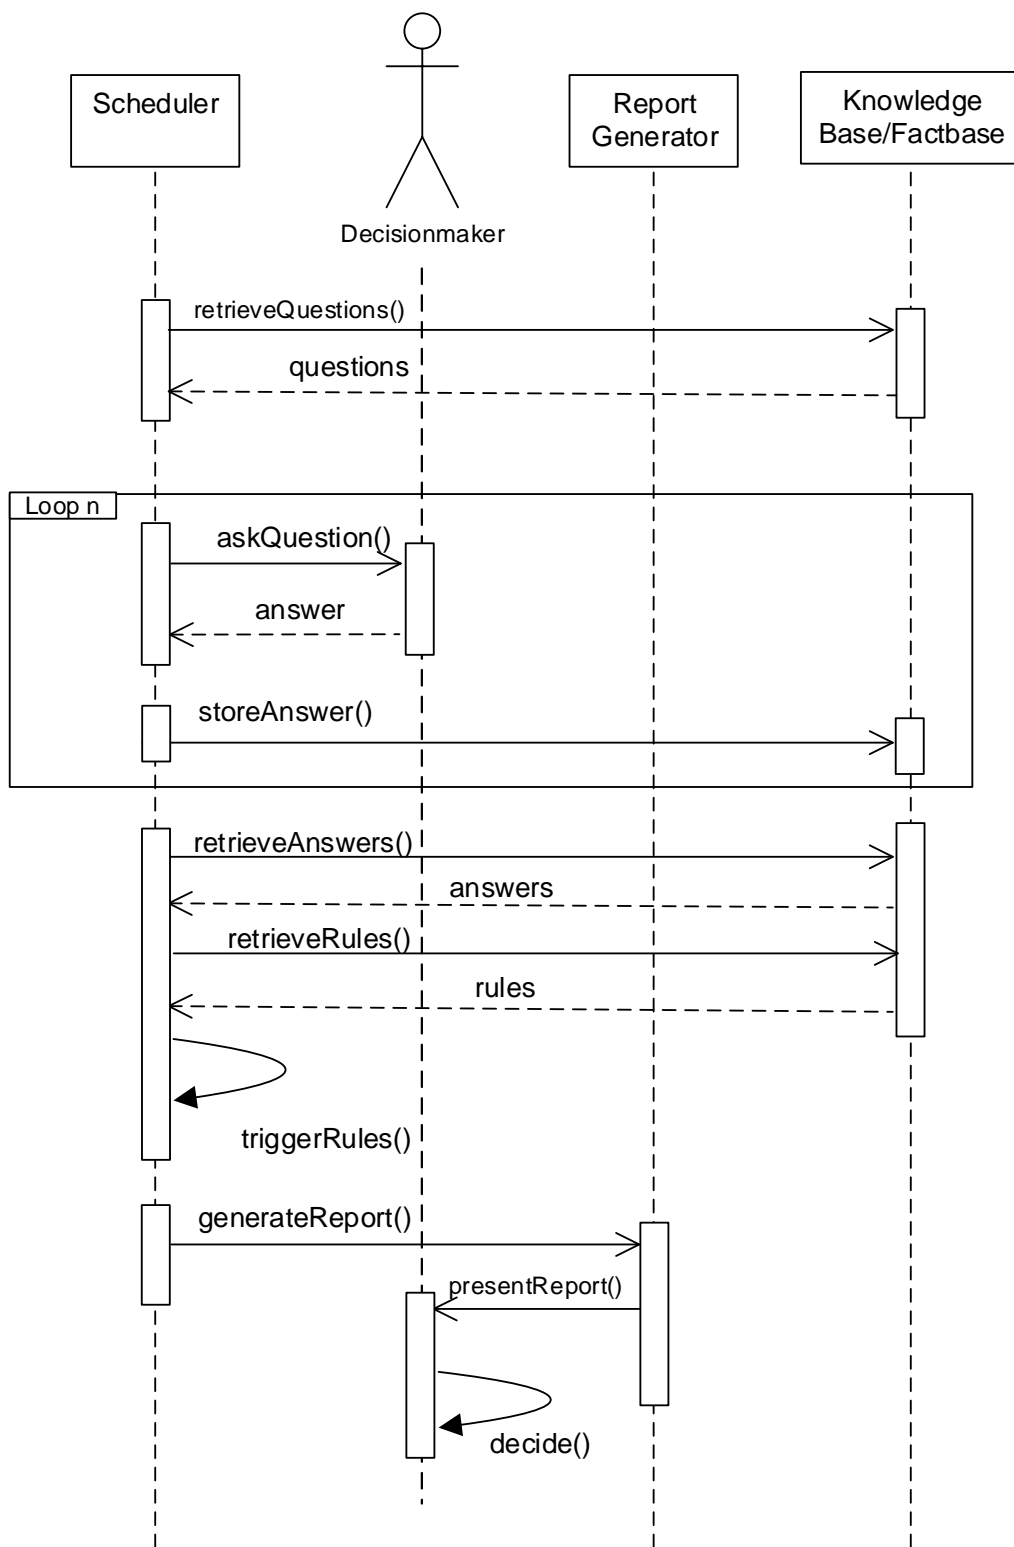 Scheduler
Report
Generator
Knowledge
Base/Factbase
Decisionmaker
retrieveQuestions()
questions
Loop n
askQuestion()
answer
storeAnswer()
retrieveAnswers()
answers
retrieveRules()
rules
triggerRules()
generateReport()
presentReport()
decide()